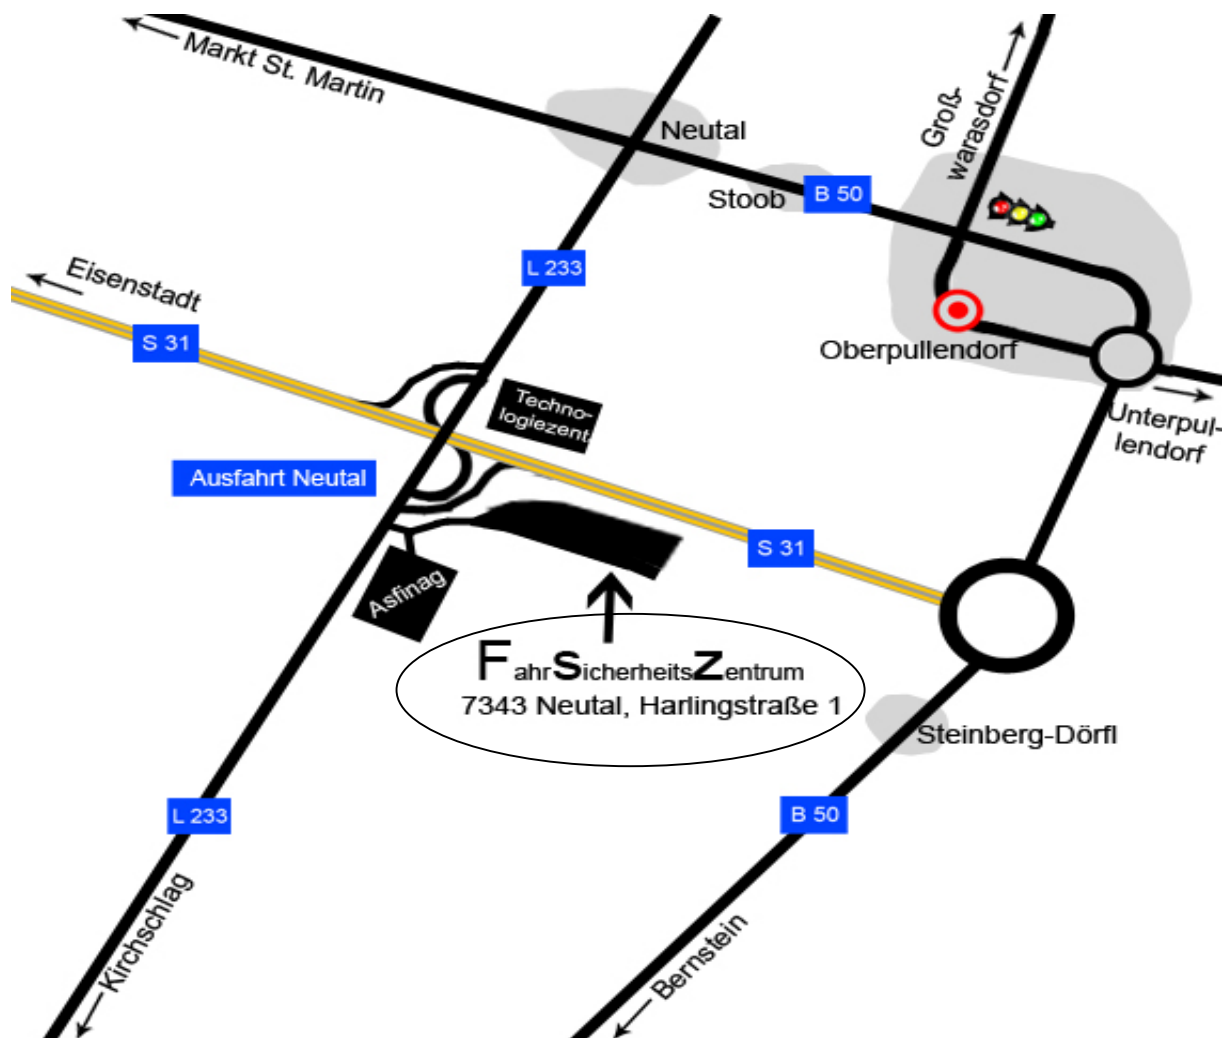 Markt St. Martin
Neutal
Groß-
warasdorf
Stoob
B 50
L 233
Eisenstadt
S 31
Oberpullendorf
Techno-
logiezent.
Unterpul-
lendorf
Ausfahrt Neutal
S 31
Asfinag
FahrSicherheitsZentrum
7343 Neutal, Harlingstraße 1
Steinberg-Dörfl
L 233
B 50
Kirchschlag
Bernstein